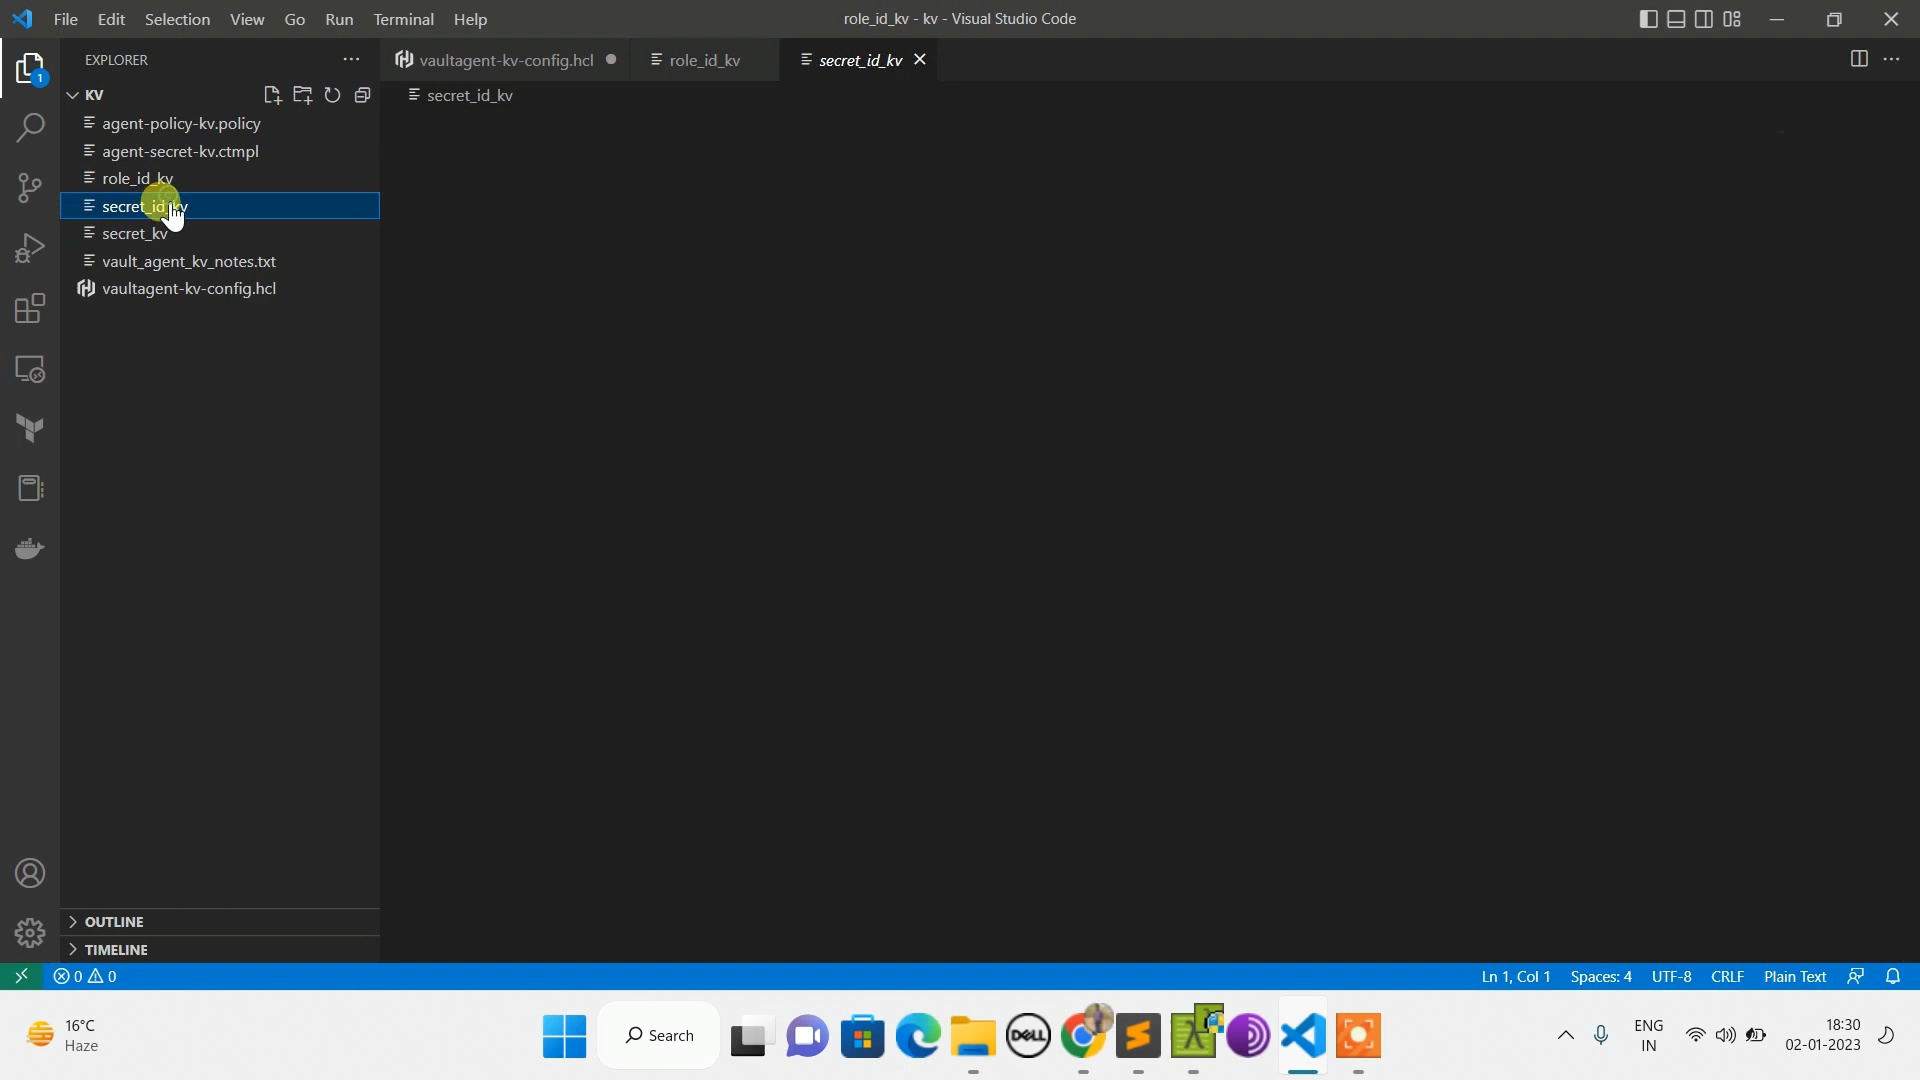 File Edit Selection View Go Run Terminal Help
role_id_kv - kv - Visual Studio Code
EXPLORER
vaultagent-kv-config.hcl
role_id_kv
secret_id_kv
KV
secret_id_kv
agent-policy-kv.policy
agent-secret-kv.ctmpl
role_id_kv
secret_id_kv
secret_kv
vault_agent_kv_notes.txt
vaultagent-kv-config.hcl
1
OUTLINE
TIMELINE
0 0
Ln 1, Col 1 Spaces: 4 UTF-8 CRLF Plain Text
16°C
Haze
Search
DELL
ENG
IN
18:30
02-01-2023